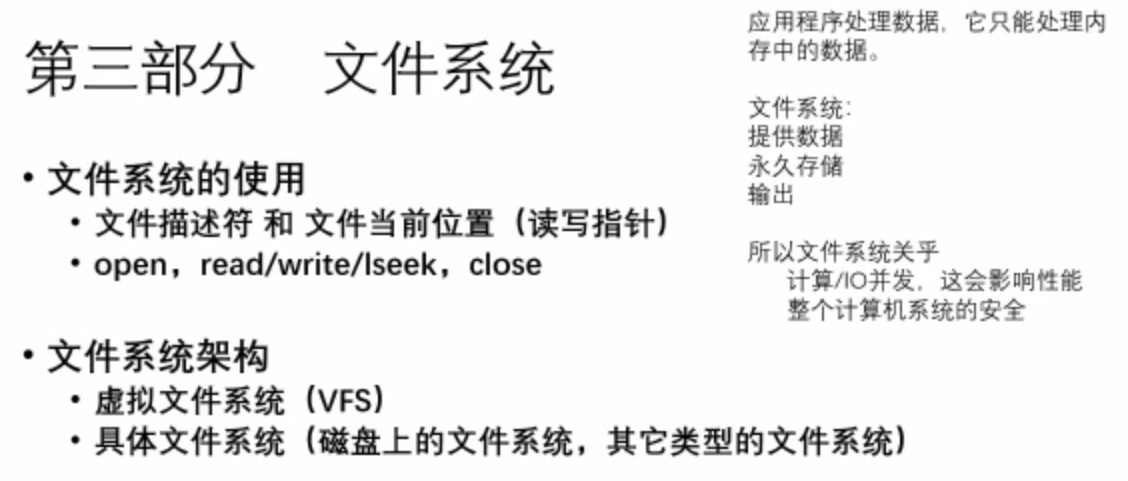 第三部分 文件系统
• 文件系统的使用
• 文件描述符 和 文件当前位置（读写指针）
• open，read/write/lseek，close
• 文件系统架构
• 虚拟文件系统（VFS）
• 具体文件系统（磁盘上的文件系统，其它类型的文件系统）
应用程序处理数据，它只能处理内
存中的数据。
文件系统：
提供数据
永久存储
输出
所以文件系统关乎
计算/IO并发，这会影响性能
整个计算机系统的安全